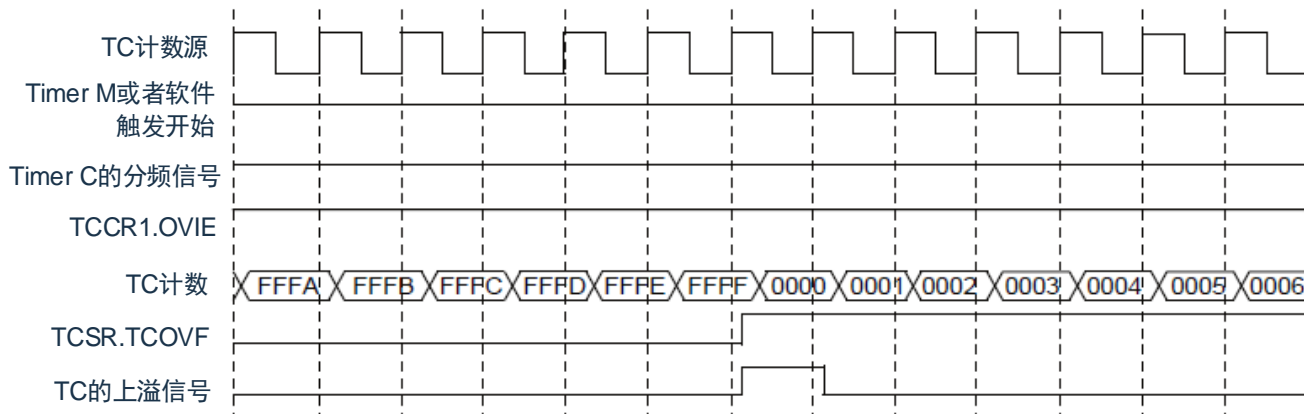 TC计数源
Timer M或者软件
触发开始
Timer C的分频信号
TCCR1.OVIE
TC计数 FFFA FFFB FFFC FFFD FFFE FFFF 0000 0001 0002 0003 0004 0005 0006
TCSR.TCOVF
TC的上溢信号